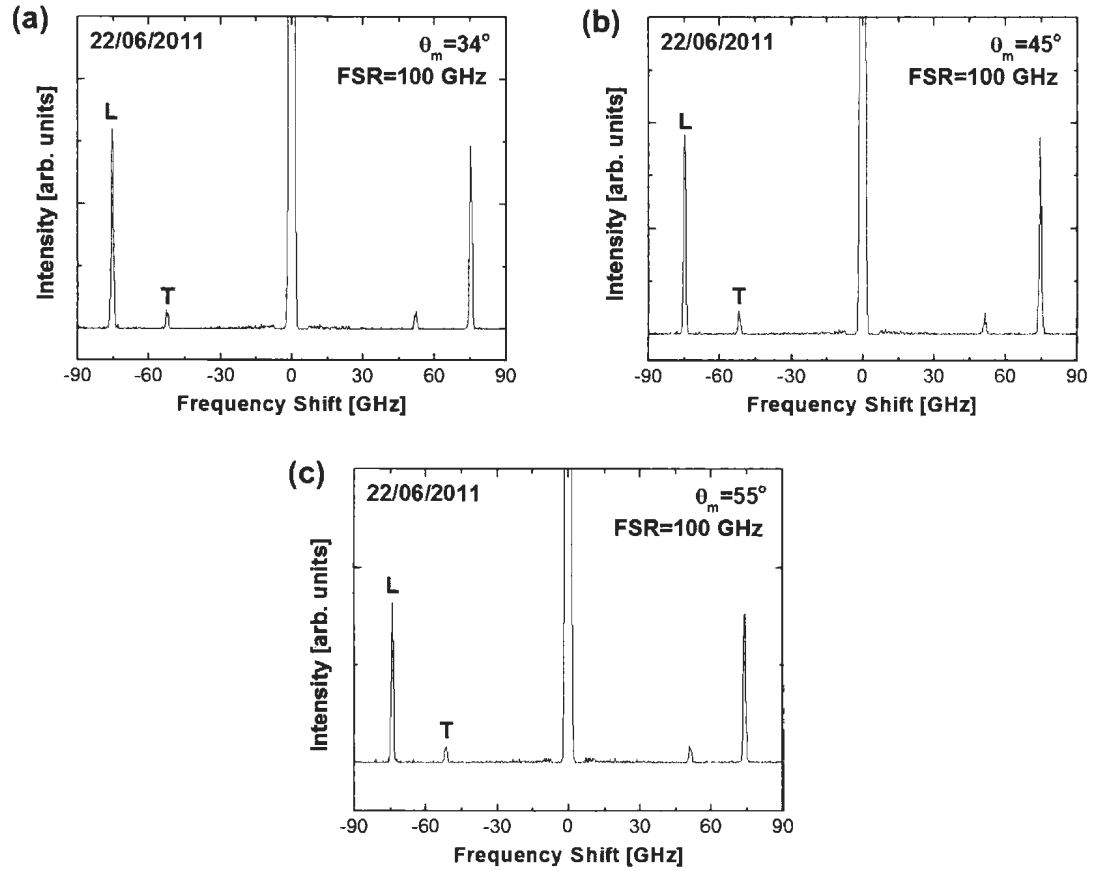 (a)
22/06/2011
θm=34°
FSR=100 GHz
L
T
Intensity [arb. units]
-90 -60 -30 0 30 60 90
Frequency Shift [GHz]
(b)
22/06/2011
θm=45°
FSR=100 GHz
L
T
Intensity [arb. units]
-90 -60 -30 0 30 60 90
Frequency Shift [GHz]
(c)
22/06/2011
θm=55°
FSR=100 GHz
L
T
Intensity [arb. units]
-90 -60 -30 0 30 60 90
Frequency Shift [GHz]